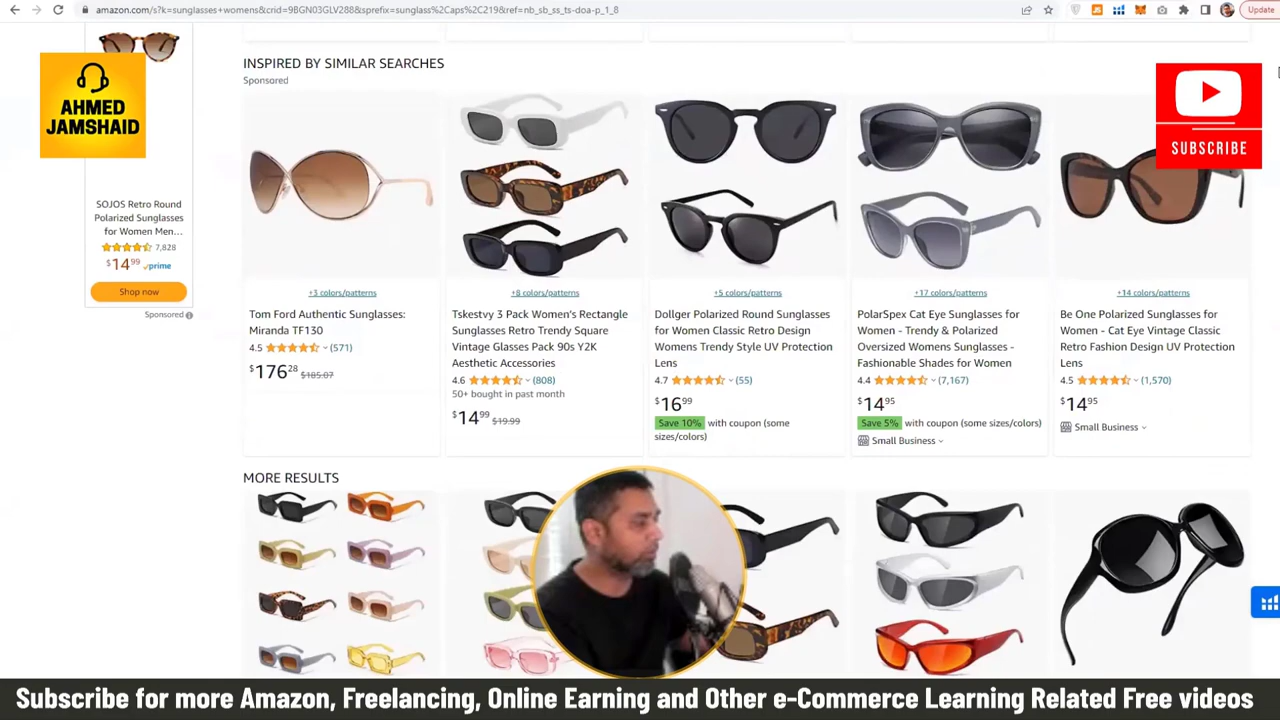 amazon.com/s?k=sunglasses+womens&crid=9BGN03GLV288&sprefix=sunglass%2Caps%2C219&ref=nb_sb_ss_ts-doa-p_1_8
Update
AHMED
JAMSHAID
SUBSCRIBE
SOJOS Retro Round
Polarized Sunglasses
for Women Men...
7,828
$14.99 prime
Shop now
Sponsored
INSPIRED BY SIMILAR SEARCHES
Sponsored
+3 colors/patterns
Tom Ford Authentic Sunglasses:
Miranda TF130
4.5 (571)
$176.28 $185.07
+8 colors/patterns
Tskestvy 3 Pack Women's Rectangle
Sunglasses Retro Trendy Square
Vintage Glasses Pack 90s Y2K
Aesthetic Accessories
4.6 (808)
50+ bought in past month
$14.99 $19.99
+5 colors/patterns
Dollger Polarized Round Sunglasses
for Women Classic Retro Design
Womens Trendy Style UV Protection
Lens
4.7 (55)
$16.99
Save 10% with coupon (some
sizes/colors)
+17 colors/patterns
PolarSpex Cat Eye Sunglasses for
Women - Trendy & Polarized
Oversized Womens Sunglasses -
Fashionable Shades for Women
4.4 (7,167)
$14.95
Save 5% with coupon (some sizes/colors)
Small Business
+14 colors/patterns
Be One Polarized Sunglasses for
Women - Cat Eye Vintage Classic
Retro Fashion Design UV Protection
Lens
4.5 (1,570)
$14.95
Small Business
MORE RESULTS
Subscribe for more Amazon, Freelancing, Online Earning and Other e-Commerce Learning Related Free videos